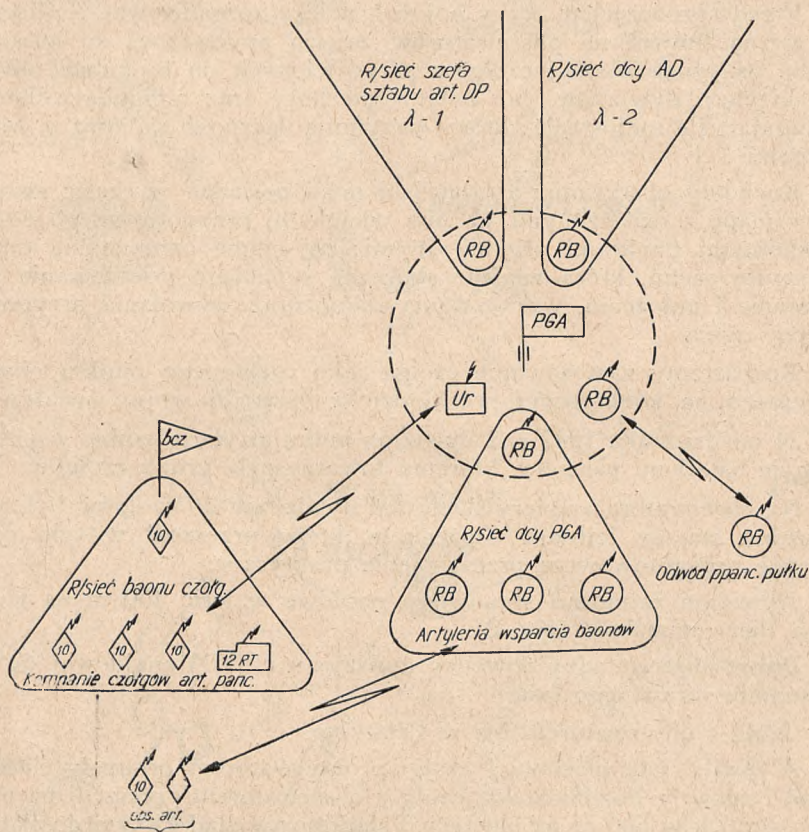 R/sieć szefa
sztabu art. DP
λ-1
R/sieć dcy AD
λ-2
RB
RB
PGA
Ur
RB
bcz
RB
10
R/sieć dcy PGA
RB
R/sieć baonu czołg.
Odwód ppanc. pułku
RB
RB
RB
10
10
10
12 RT
Artyleria wsparcia baonów
Kompanie czołgów art. panc.
10
obs. art.